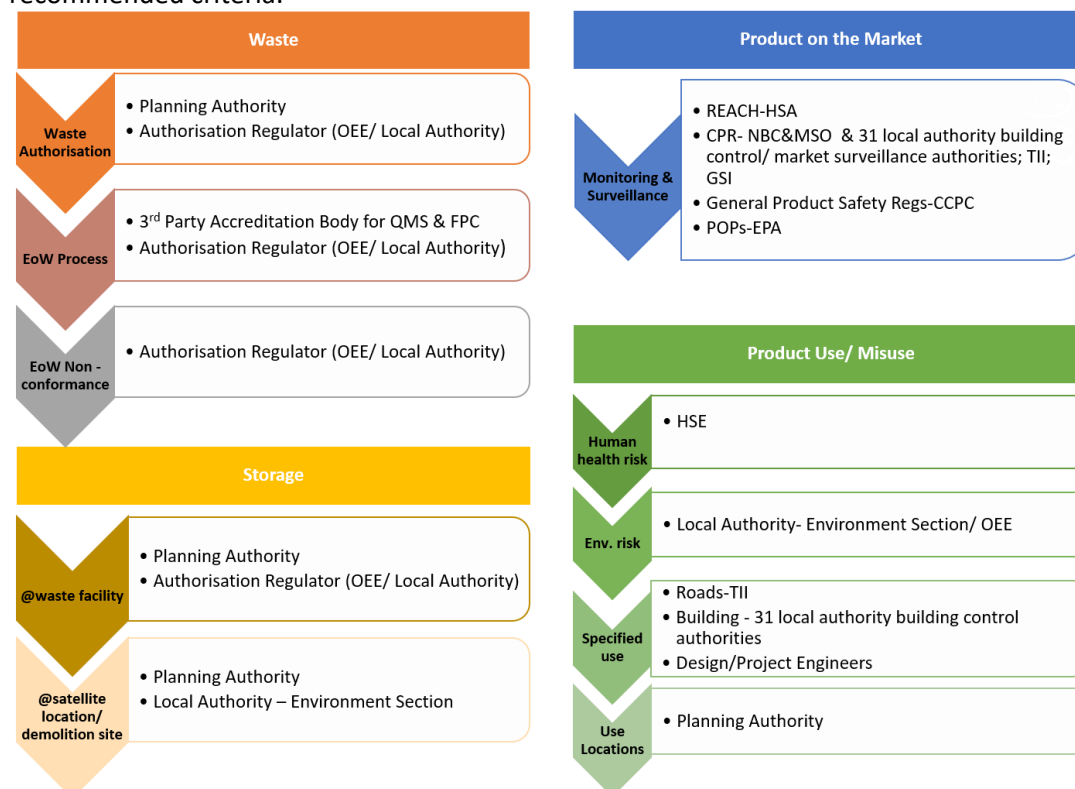 recommended criteria.
Waste
Waste
Authorisation
• Planning Authority
• Authorisation Regulator (OEE/ Local Authority)
EoW Process
• 3rd Party Accreditation Body for QMS & FPC
• Authorisation Regulator (OEE/ Local Authority)
EoW Non -
conformance
• Authorisation Regulator (OEE/ Local Authority)
Storage
@waste facility
• Planning Authority
• Authorisation Regulator (OEE/ Local Authority)
@satellite
location/
demolition site
• Planning Authority
• Local Authority – Environment Section
Product on the Market
Monitoring &
Surveillance
• REACH-HSA
• CPR- NBC&MSO & 31 local authority building
control/ market surveillance authorities; TII;
GSI
• General Product Safety Regs-CCPC
• POPs-EPA
Product Use/ Misuse
Human
health risk
• HSE
Env. risk
• Local Authority- Environment Section/ OEE
Specified
use
• Roads-TII
• Building - 31 local authority building control
authorities
• Design/Project Engineers
Use
Locations
• Planning Authority